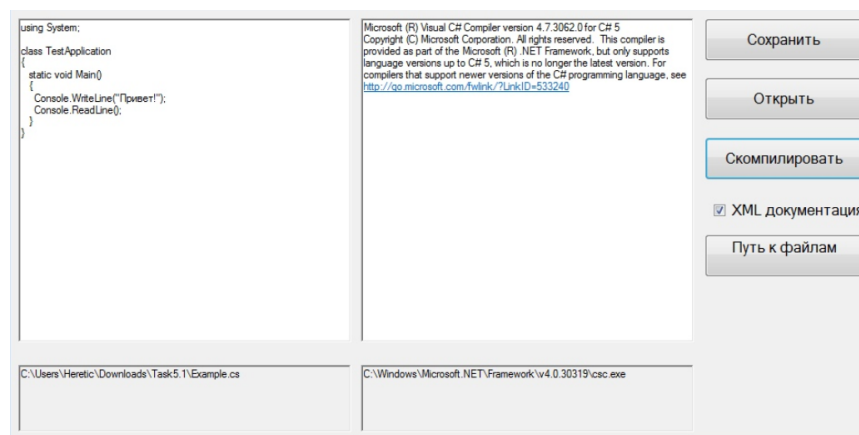 using System;
class TestApplication
{
static void Main()
{
Console.WriteLine("Привет!");
Console.ReadLine();
}
}
Microsoft (R) Visual C# Compiler version 4.7.3062.0 for C# 5
Copyright (C) Microsoft Corporation. All rights reserved. This compiler is
provided as part of the Microsoft (R) .NET Framework, but only supports
language versions up to C# 5, which is no longer the latest version. For
compilers that support newer versions of the C# programming language, see
http://go.microsoft.com/fwlink/?LinkID=533240
Сохранить
Открыть
Скомпилировать
XML документация
Путь к файлам
C:\Users\Heretic\Downloads\Task5.1\Example.cs
C:\Windows\Microsoft.NET\Framework\v4.0.30319\csc.exe